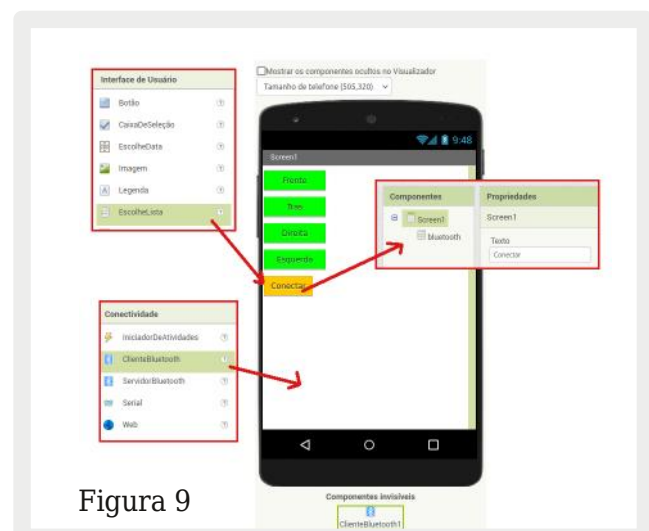 Mostrar os componentes ocultos no Visualizador
Tamanho de telefone (505,320)
Interface de Usuário
Botão
CaixaDeSeleção
EscolheData
Imagem
Legenda
EscolheLista
9:48
Screen1
Frente
Tras
Direita
Esquerda
Conectar
Componentes
Screen1
bluetooth
Propriedades
Screen1
Texto
Conectar
Conectividade
IniciadorDeAtividades
ClienteBluetooth
ServidorBluetooth
Serial
Web
Figura 9
Componentes invisíveis
ClienteBluetooth1